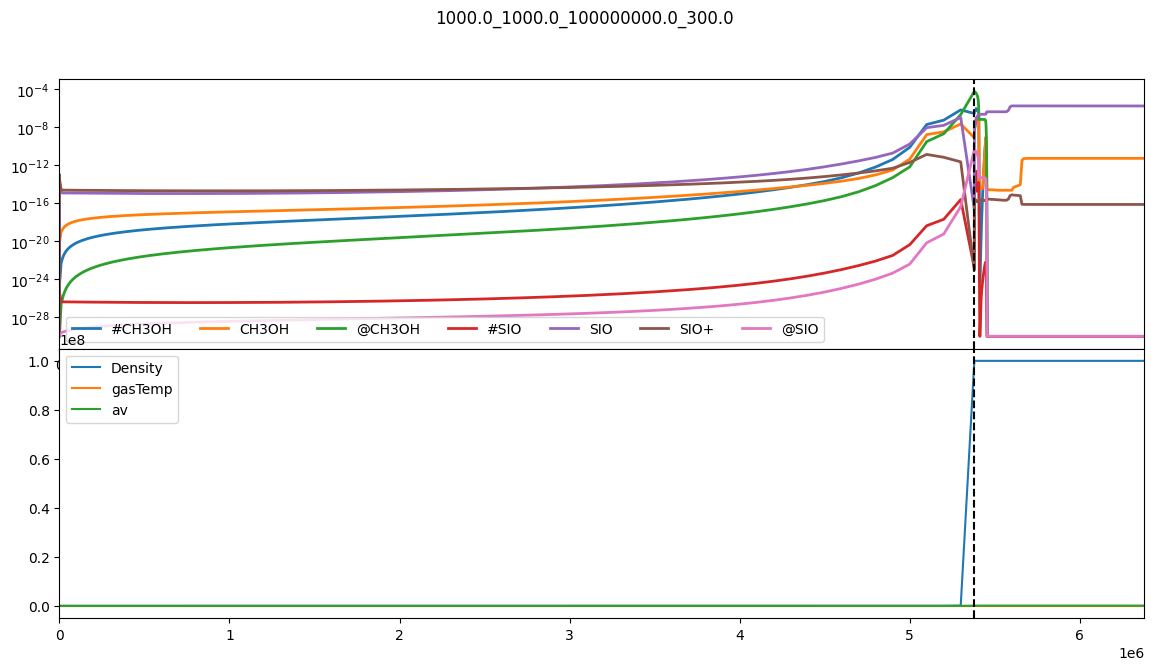 1000.0_1000.0_100000000.0_300.0
10⁻⁴
10⁻⁸
10⁻¹²
10⁻¹⁶
10⁻²⁰
10⁻²⁴
10⁻²⁸
#CH3OH CH3OH @CH3OH #SIO SIO SIO+ @SIO
1e8
Density
gasTemp
av
1.0
0.8
0.6
0.4
0.2
0.0
0 1 2 3 4 5 6
1e6